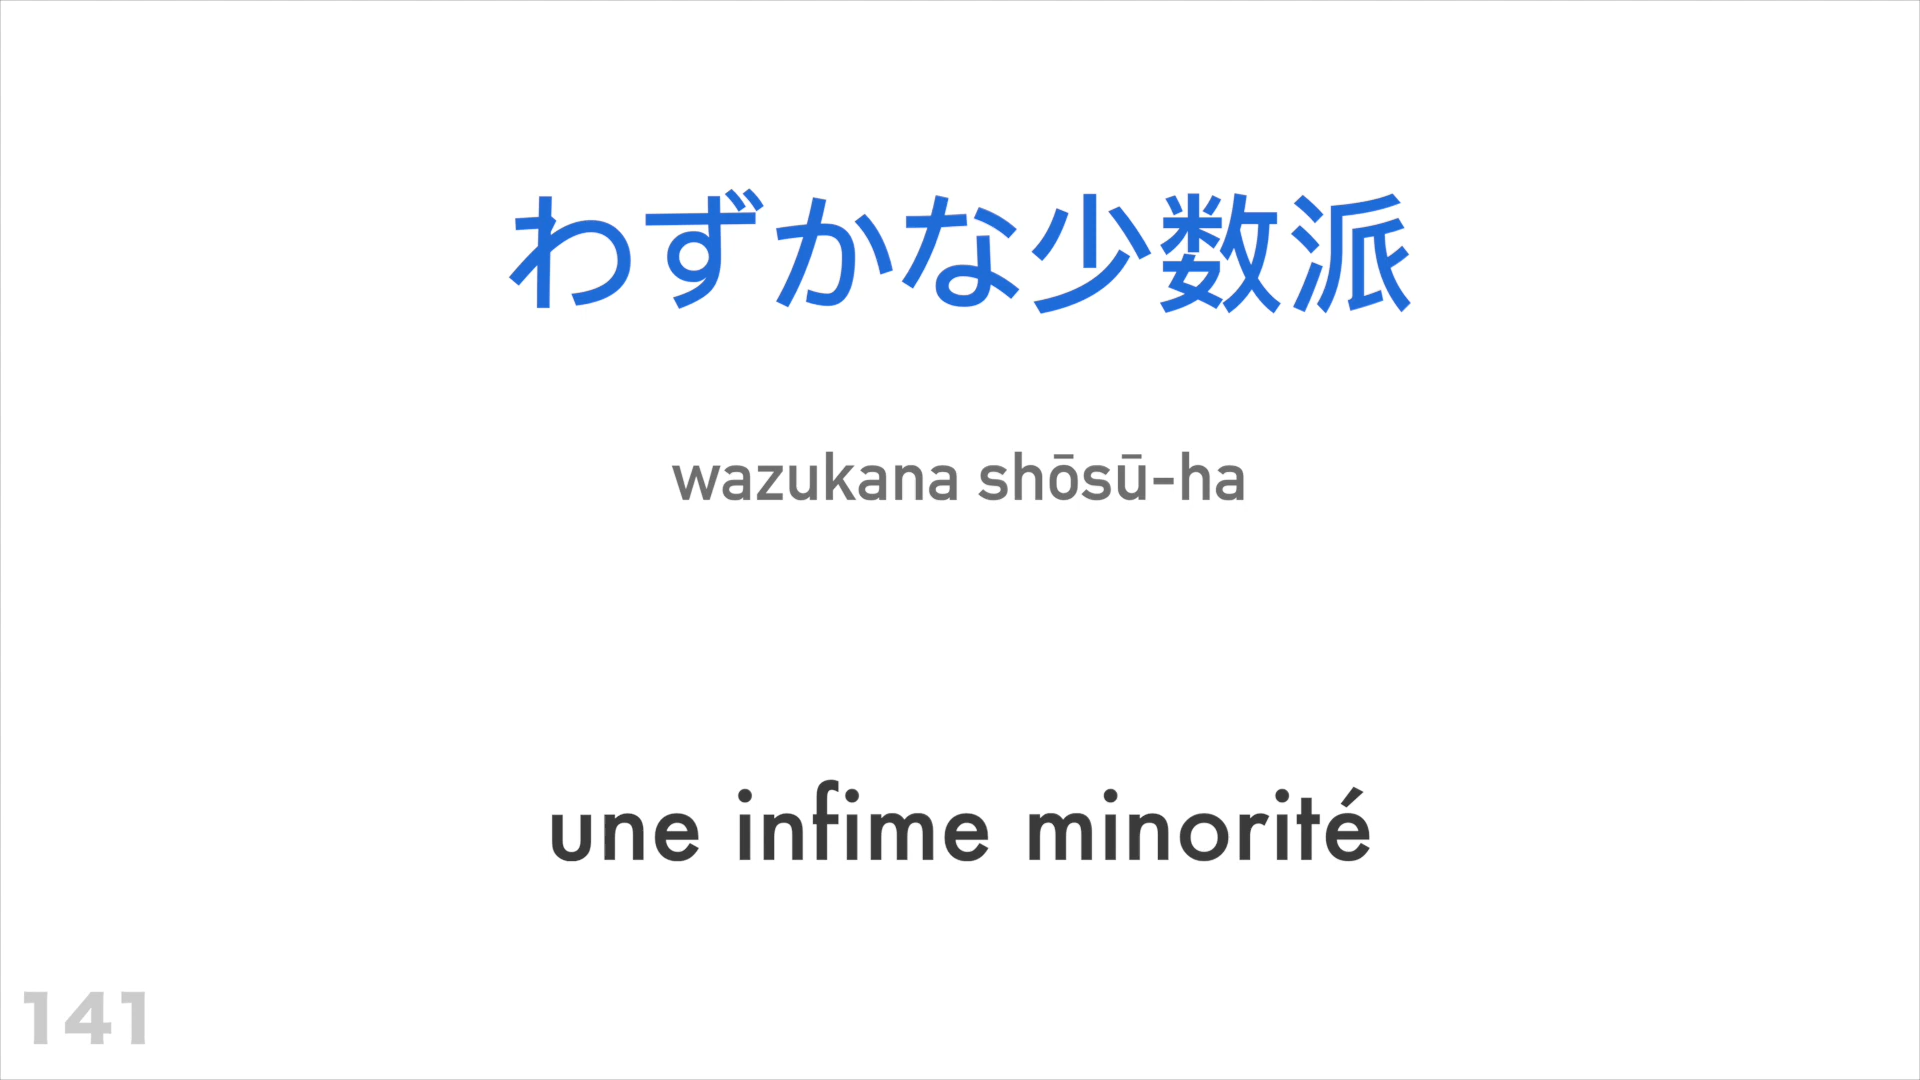 わずかな少数派
wazukana shōsū-ha
une infime minorité
141